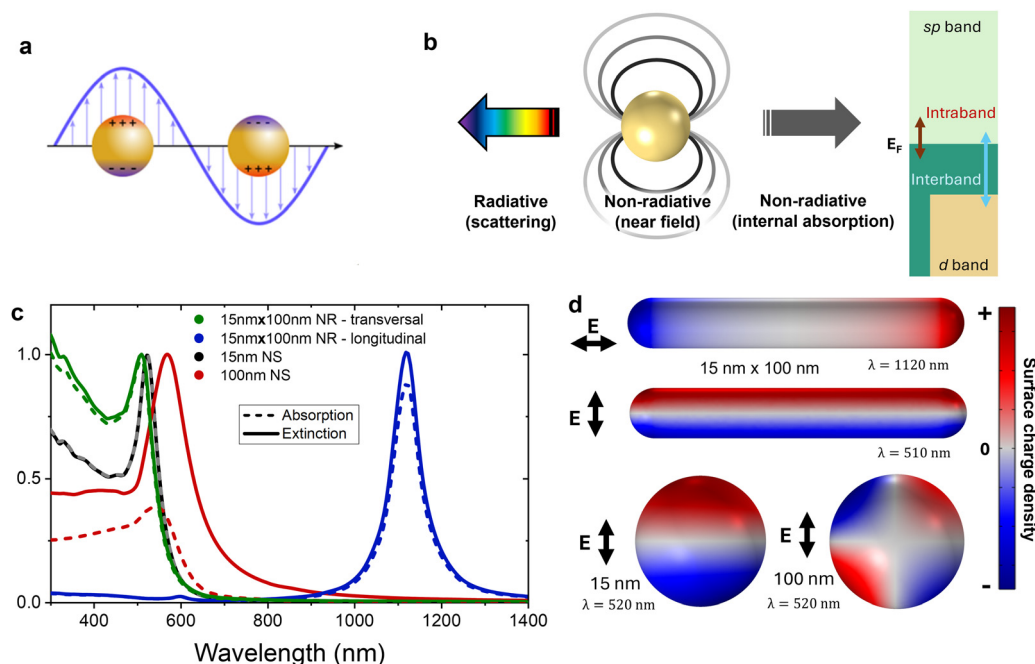 a
+++
- - -
- - -
+++
b
Radiative
(scattering)
Non-radiative
(near field)
Non-radiative
(internal absorption)
sp band
Intraband
E_F
Interband
d band
c
15nmx100nm NR - transversal
15nmx100nm NR - longitudinal
15nm NS
100nm NS
Absorption
Extinction
1.0
0.5
0.0
400
600
800
1000
1200
1400
Wavelength (nm)
d
E
15 nm x 100 nm
λ = 1120 nm
E
λ = 510 nm
E
15 nm
λ = 520 nm
E
100 nm
λ = 520 nm
+
0
-
Surface charge density